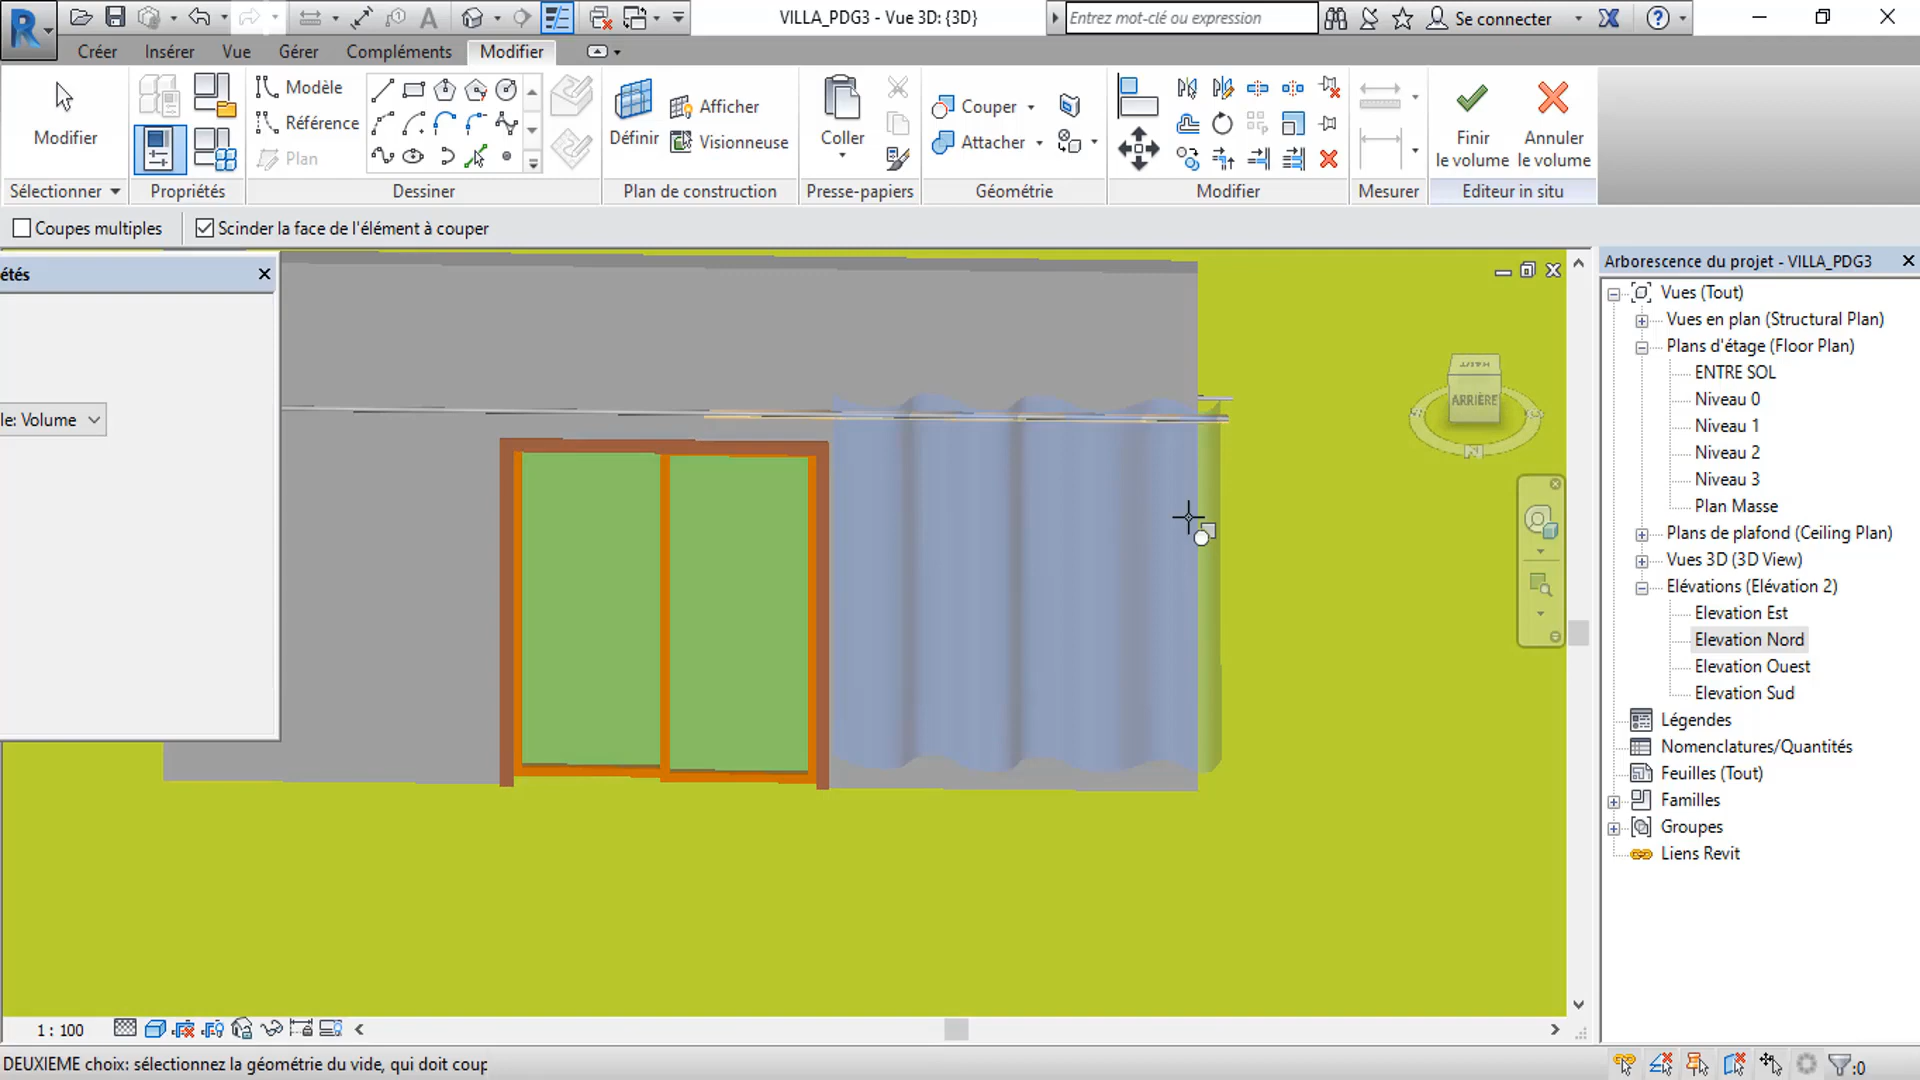 VILLA_PDG3 - Vue 3D: {3D}
Entrez mot-clé ou expression
Se connecter
Créer
Insérer
Vue
Gérer
Compléments
Modifier
Modifier
Modèle
Référence
Plan
Définir
Afficher
Visionneuse
Coller
Couper
Attacher
Finir
le volume
Annuler
le volume
Sélectionner
Propriétés
Dessiner
Plan de construction
Presse-papiers
Géométrie
Modifier
Mesurer
Editeur in situ
Coupes multiples
Scinder la face de l'élément à couper
étés
le: Volume
ARRIÈRE
Arborescence du projet - VILLA_PDG3
Vues (Tout)
Vues en plan (Structural Plan)
Plans d'étage (Floor Plan)
ENTRE SOL
Niveau 0
Niveau 1
Niveau 2
Niveau 3
Plan Masse
Plans de plafond (Ceiling Plan)
Vues 3D (3D View)
Elévations (Elévation 2)
Elevation Est
Elevation Nord
Elevation Ouest
Elevation Sud
Légendes
Nomenclatures/Quantités
Feuilles (Tout)
Familles
Groupes
Liens Revit
1 : 100
DEUXIEME choix: sélectionnez la géométrie du vide, qui doit coup
:0